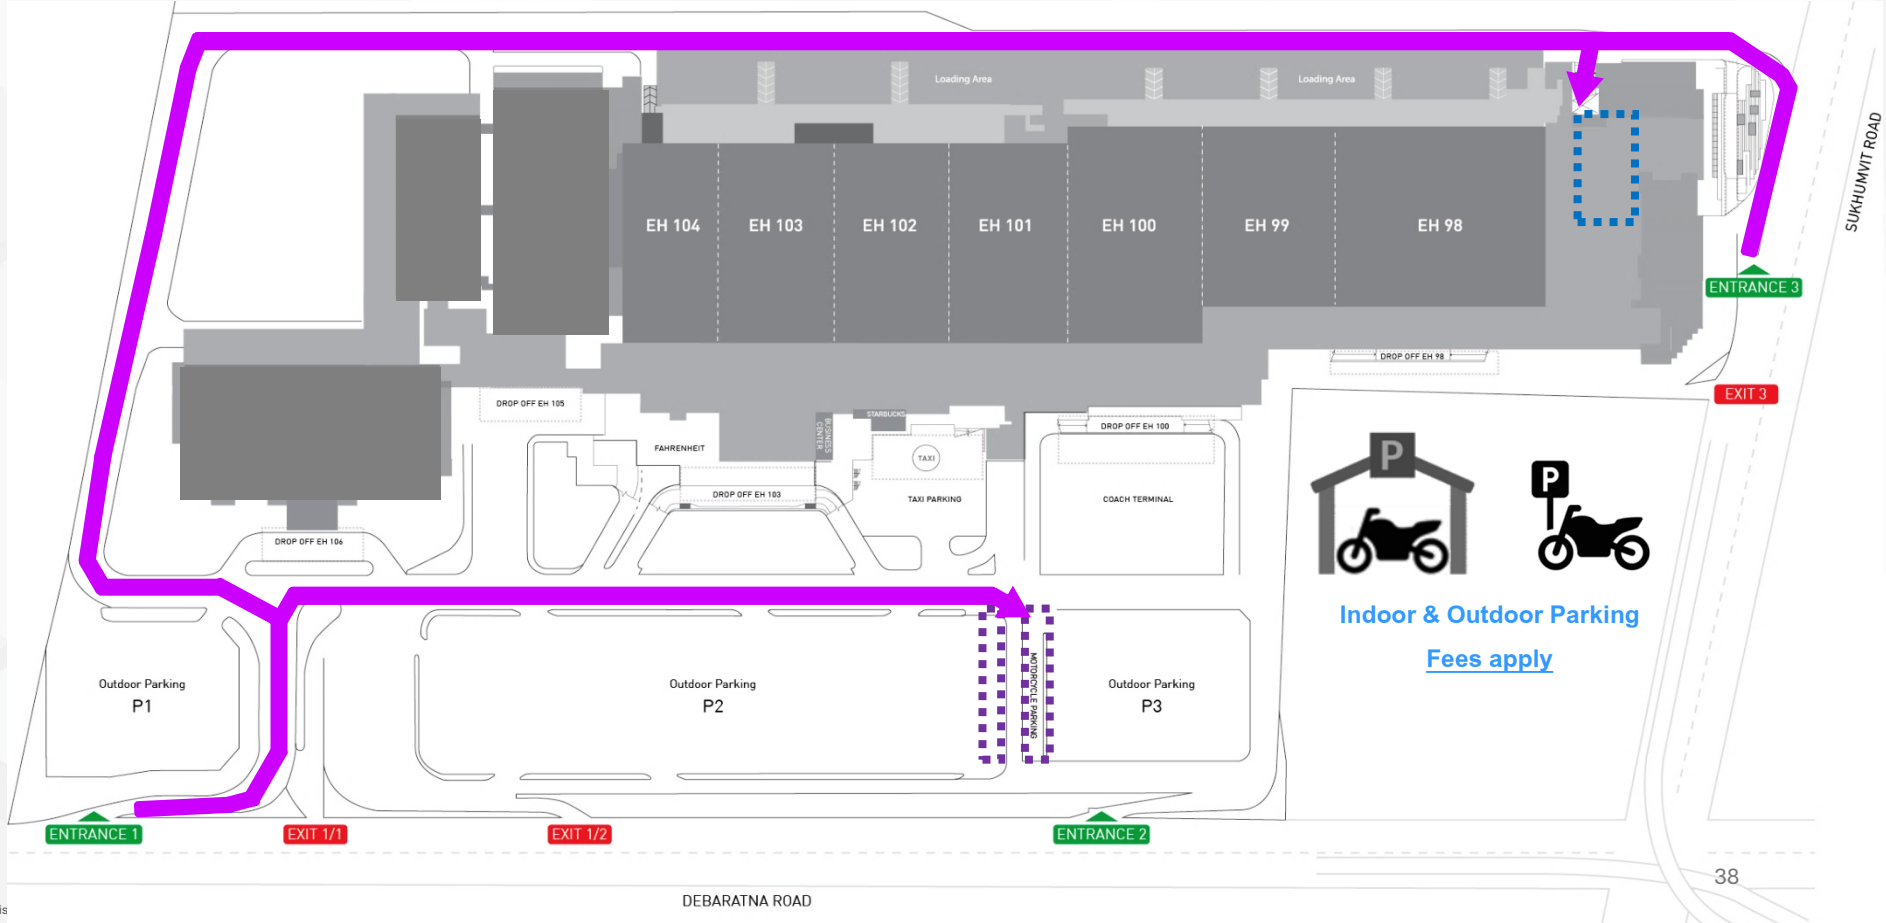 Loading Area
Loading Area
SUKHUMVIT ROAD
EH 104
EH 103
EH 102
EH 101
EH 100
EH 99
EH 98
ENTRANCE 3
DROP OFF EH 98
EXIT 3
DROP OFF EH 105
STARBUCKS
BUSINESS
CENTER
DROP OFF EH 100
FAHRENHEIT
TAXI
DROP OFF EH 103
TAXI PARKING
COACH TERMINAL
P
P
DROP OFF EH 106
Indoor & Outdoor Parking
Fees apply
Outdoor Parking
P1
Outdoor Parking
P2
MOTORCYCLE PARKING
Outdoor Parking
P3
ENTRANCE 1
EXIT 1/1
EXIT 1/2
ENTRANCE 2
38
DEBARATNA ROAD
is